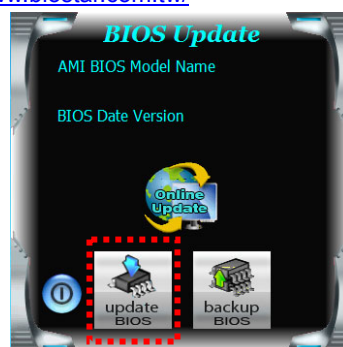 BIOS Update
AMI BIOS Model Name
BIOS Date Version
Online
Update
update
BIOS
backup
BIOS